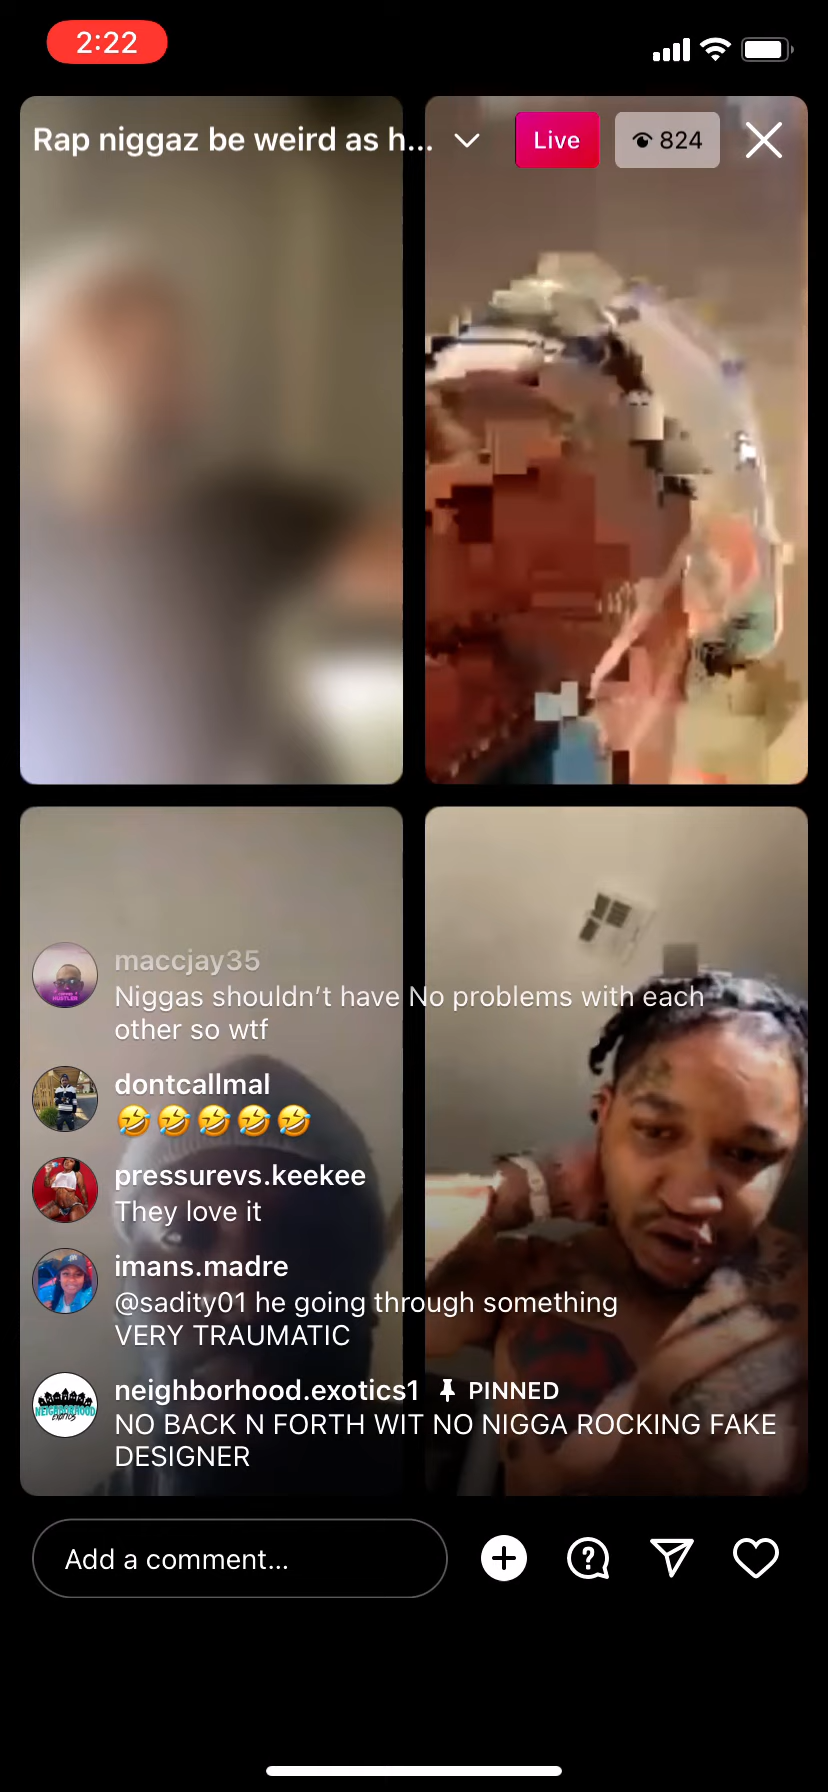 2:22
Rap niggaz be weird as h...
Live
824
maccjay35
Niggas shouldn't have No problems with each
other so wtf
dontcallmal
🤣🤣🤣🤣🤣
pressurevs.keekee
They love it
imans.madre
@sadity01 he going through something
VERY TRAUMATIC
NEIGHBORHOOD
EXOTICS
neighborhood.exotics1 PINNED
NO BACK N FORTH WIT NO NIGGA ROCKING FAKE
DESIGNER
Add a comment...